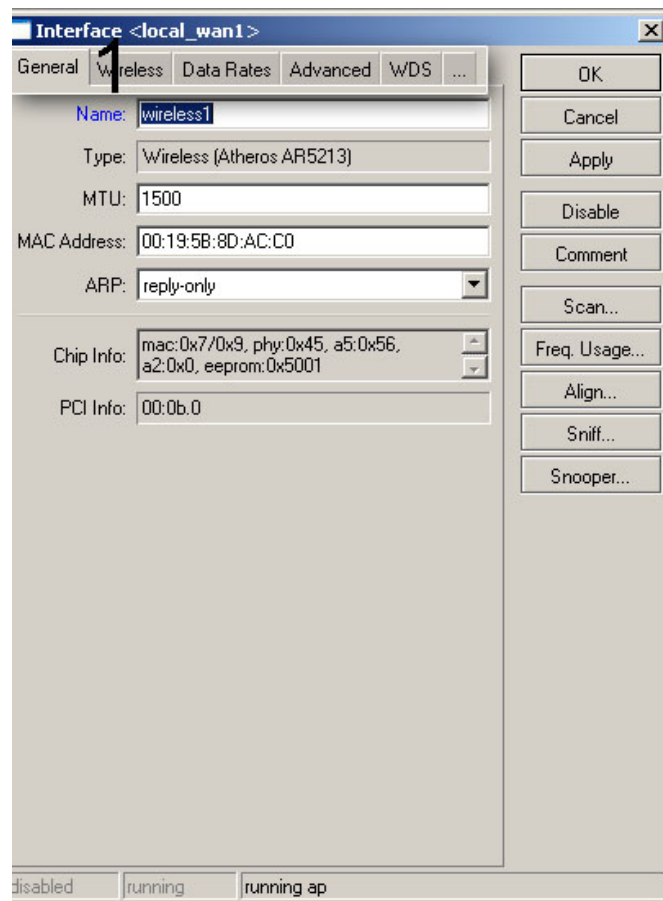 Interface <local_wan1>
1
General Wireless Data Rates Advanced WDS ...
OK
Name: wireless1
Cancel
Type: Wireless (Atheros AR5213)
Apply
MTU: 1500
Disable
MAC Address: 00:19:5B:8D:AC:C0
Comment
ARP: reply-only
Scan...
Chip Info: mac:0x7/0x9, phy:0x45, a5:0x56,
a2:0x0, eeprom:0x5001
Freq. Usage...
Align...
PCI Info: 00:0b.0
Sniff...
Snooper...
disabled running running ap